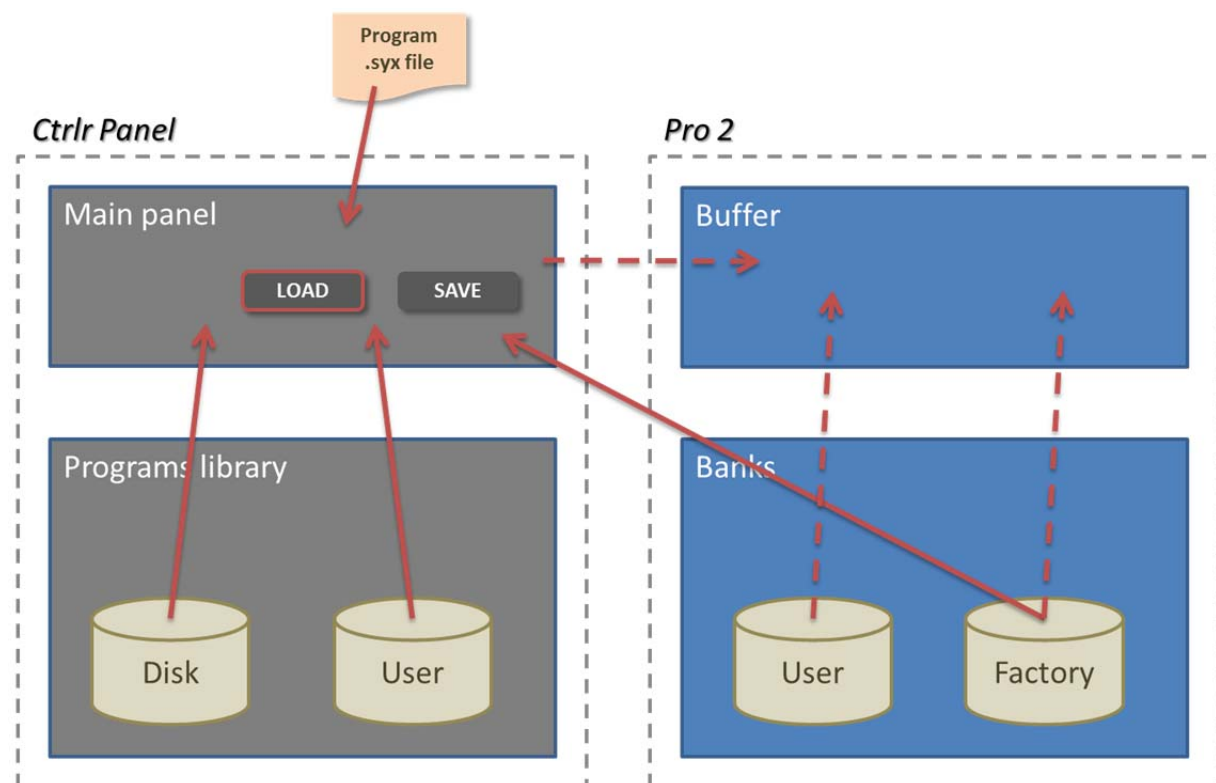 Program
.syx file
Ctrlr Panel
Pro 2
Main panel
LOAD
SAVE
Buffer
Programs library
Banks
Disk
User
User
Factory